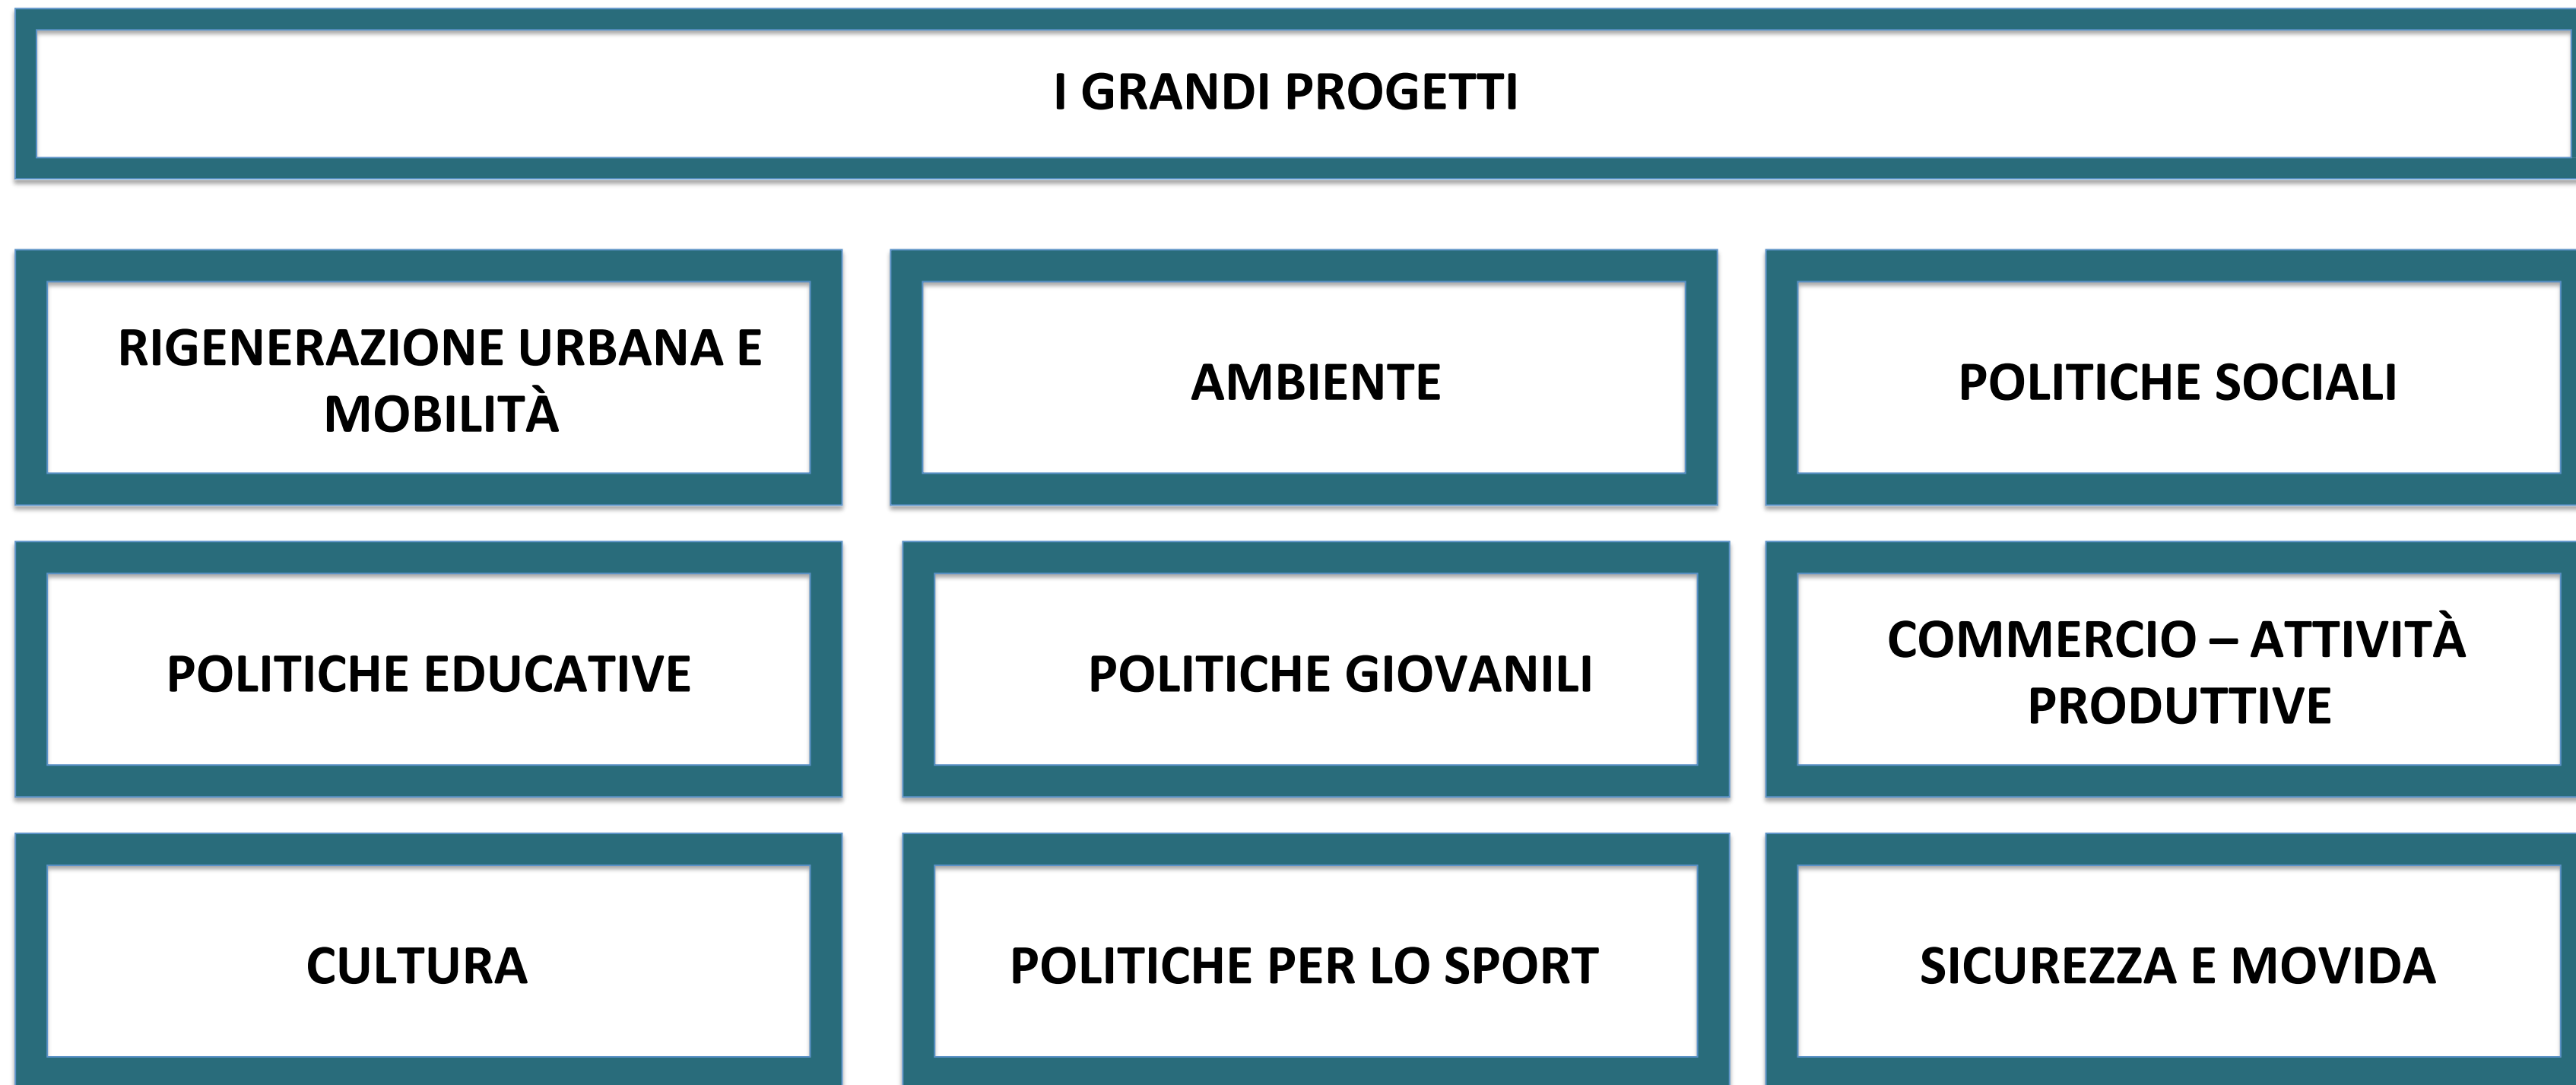 I GRANDI PROGETTI
RIGENERAZIONE URBANA E
MOBILITÀ
AMBIENTE
POLITICHE SOCIALI
POLITICHE EDUCATIVE
POLITICHE GIOVANILI
COMMERCIO – ATTIVITÀ
PRODUTTIVE
CULTURA
POLITICHE PER LO SPORT
SICUREZZA E MOVIDA